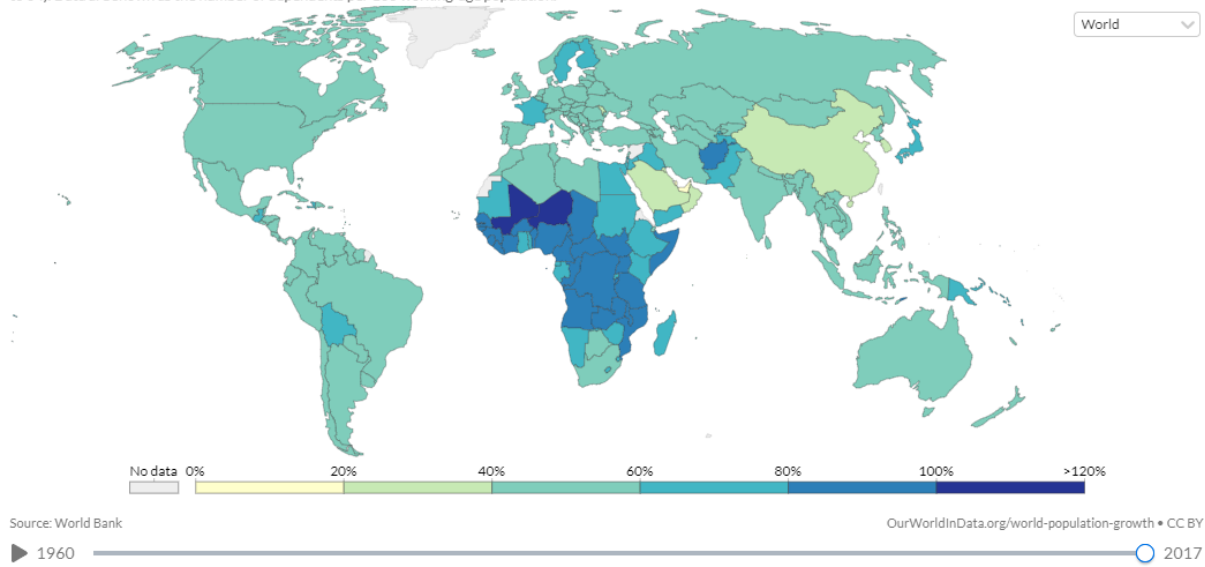 World
No data 0% 20% 40% 60% 80% 100% >120%
Source: World Bank
OurWorldInData.org/world-population-growth • CC BY
1960
2017